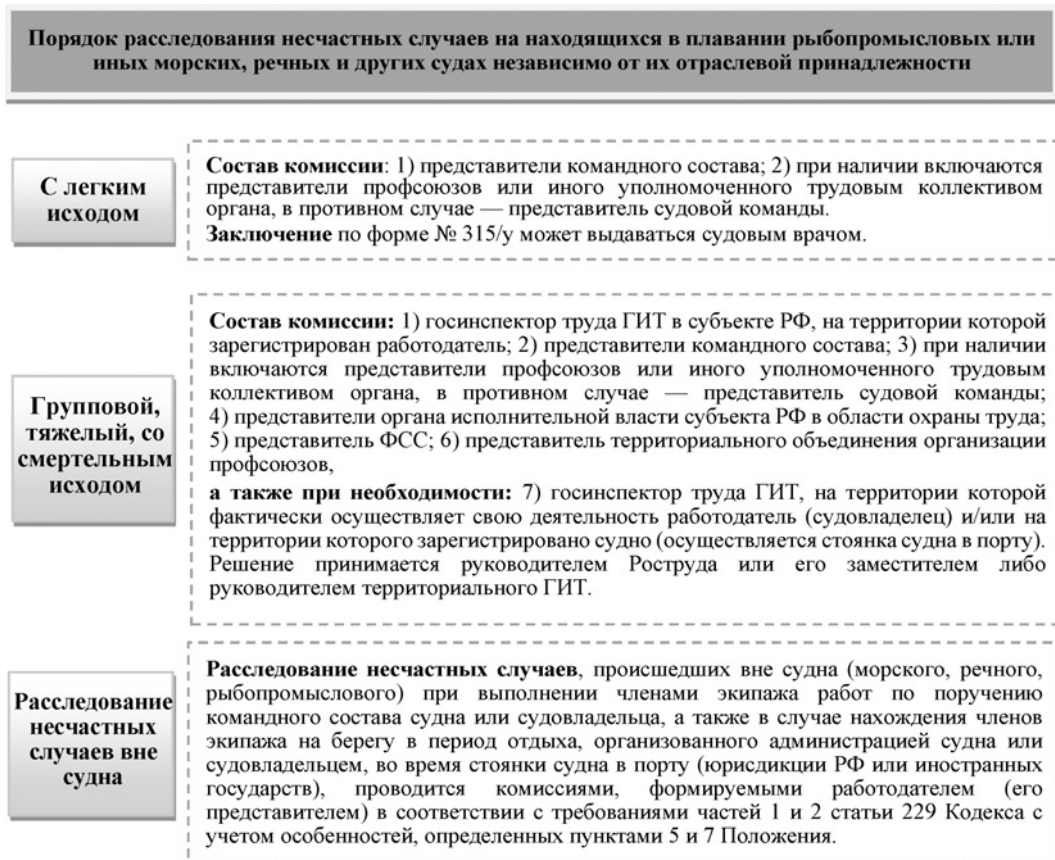 Порядок расследования несчастных случаев на находящихся в плавании рыбопромысловых или
иных морских, речных и других судах независимо от их отраслевой принадлежности
С легким
исходом
Состав комиссии: 1) представители командного состава; 2) при наличии включаются
представители профсоюзов или иного уполномоченного трудовым коллективом
органа, в противном случае — представитель судовой команды.
Заключение по форме № 315/у может выдаваться судовым врачом.
Групповой,
тяжелый, со
смертельным
исходом
Состав комиссии: 1) госинспектор труда ГИТ в субъекте РФ, на территории которой
зарегистрирован работодатель; 2) представители командного состава; 3) при наличии
включаются представители профсоюзов или иного уполномоченного трудовым
коллективом органа, в противном случае — представитель судовой команды;
4) представители органа исполнительной власти субъекта РФ в области охраны труда;
5) представитель ФСС; 6) представитель территориального объединения организации
профсоюзов,
а также при необходимости: 7) госинспектор труда ГИТ, на территории которой
фактически осуществляет свою деятельность работодатель (судовладелец) и/или на
территории которого зарегистрировано судно (осуществляется стоянка судна в порту).
Решение принимается руководителем Роструда или его заместителем либо
руководителем территориального ГИТ.
Расследование
несчастных
случаев вне
судна
Расследование несчастных случаев, происшедших вне судна (морского, речного,
рыбопромыслового) при выполнении членами экипажа работ по поручению
командного состава судна или судовладельца, а также в случае нахождения членов
экипажа на берегу в период отдыха, организованного администрацией судна или
судовладельцем, во время стоянки судна в порту (юрисдикции РФ или иностранных
государств), проводится комиссиями, формируемыми работодателем (его
представителем) в соответствии с требованиями частей 1 и 2 статьи 229 Кодекса с
учетом особенностей, определенных пунктами 5 и 7 Положения.